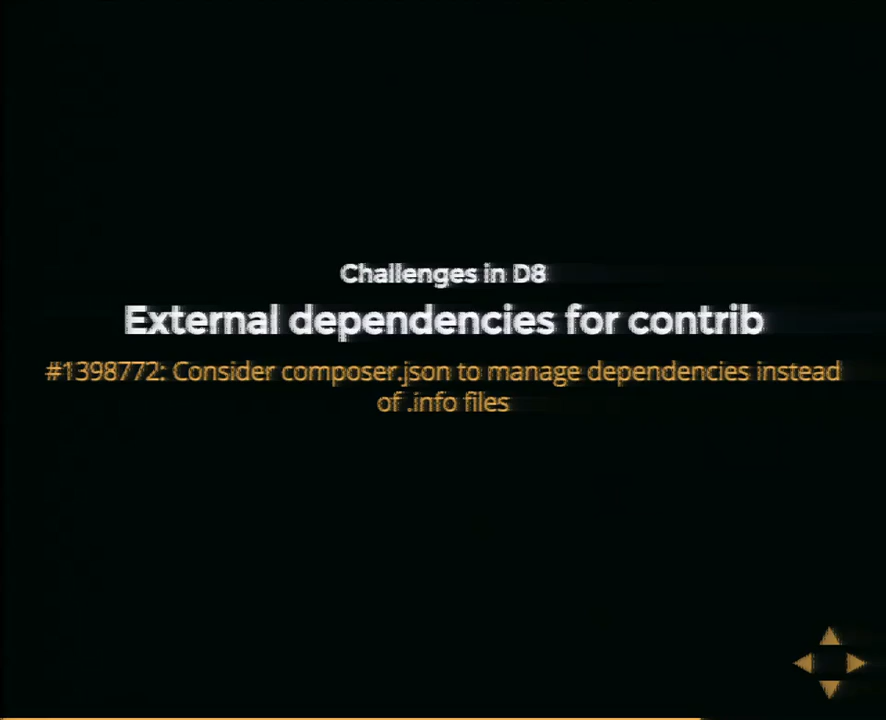 Challenges in D8
External dependencies for contrib
#1398772: Consider composer.json to manage dependencies instead
of .info files